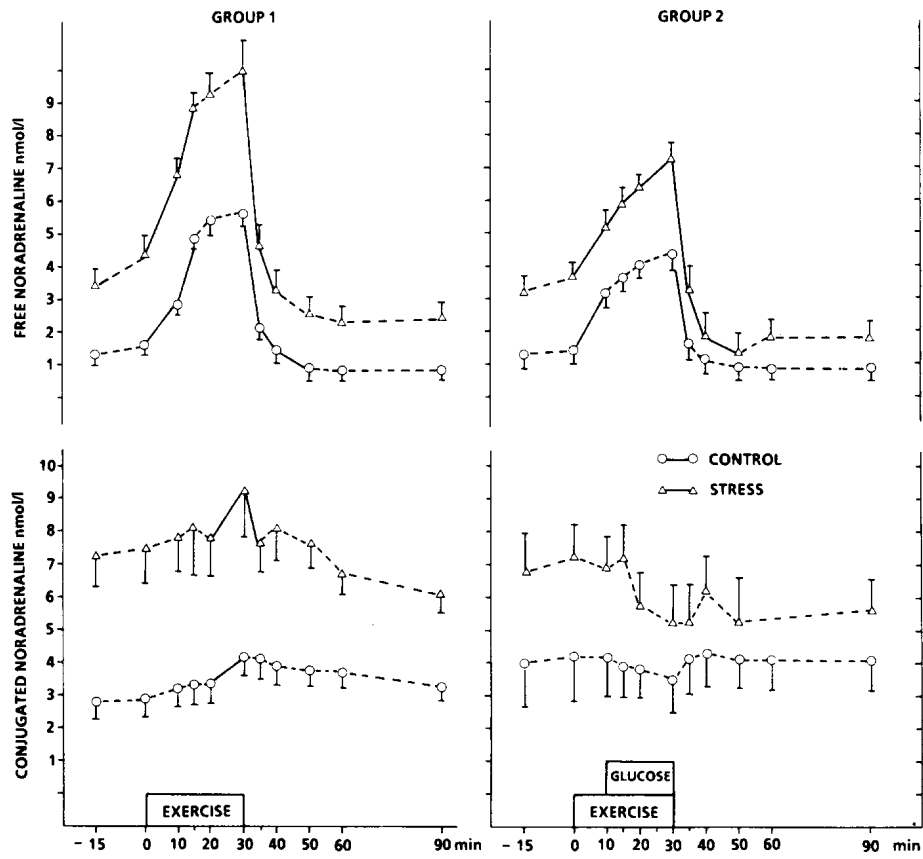 GROUP 1
GROUP 2
FREE NORADRENALINE nmol/l
9
8
7
6
5
4
3
2
1
CONJUGATED NORADRENALINE nmol/l
10
9
8
7
6
5
4
3
2
1
CONTROL
STRESS
EXERCISE
GLUCOSE
EXERCISE
- 15 0 10 20 30 40 50 60 90 min
- 15 0 10 20 30 40 50 60 90 min